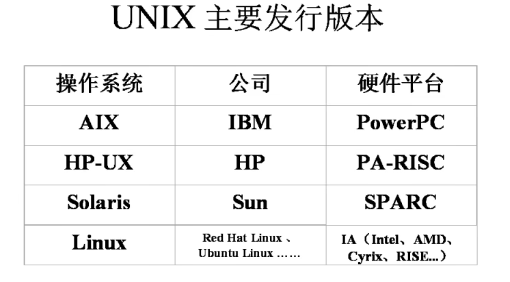 UNIX 主要发行版本
操作系统 公司 硬件平台
AIX IBM PowerPC
HP-UX HP PA-RISC
Solaris Sun SPARC
Linux Red Hat Linux 、 Ubuntu Linux …… IA（Intel、AMD、 Cyrix、RISE...）